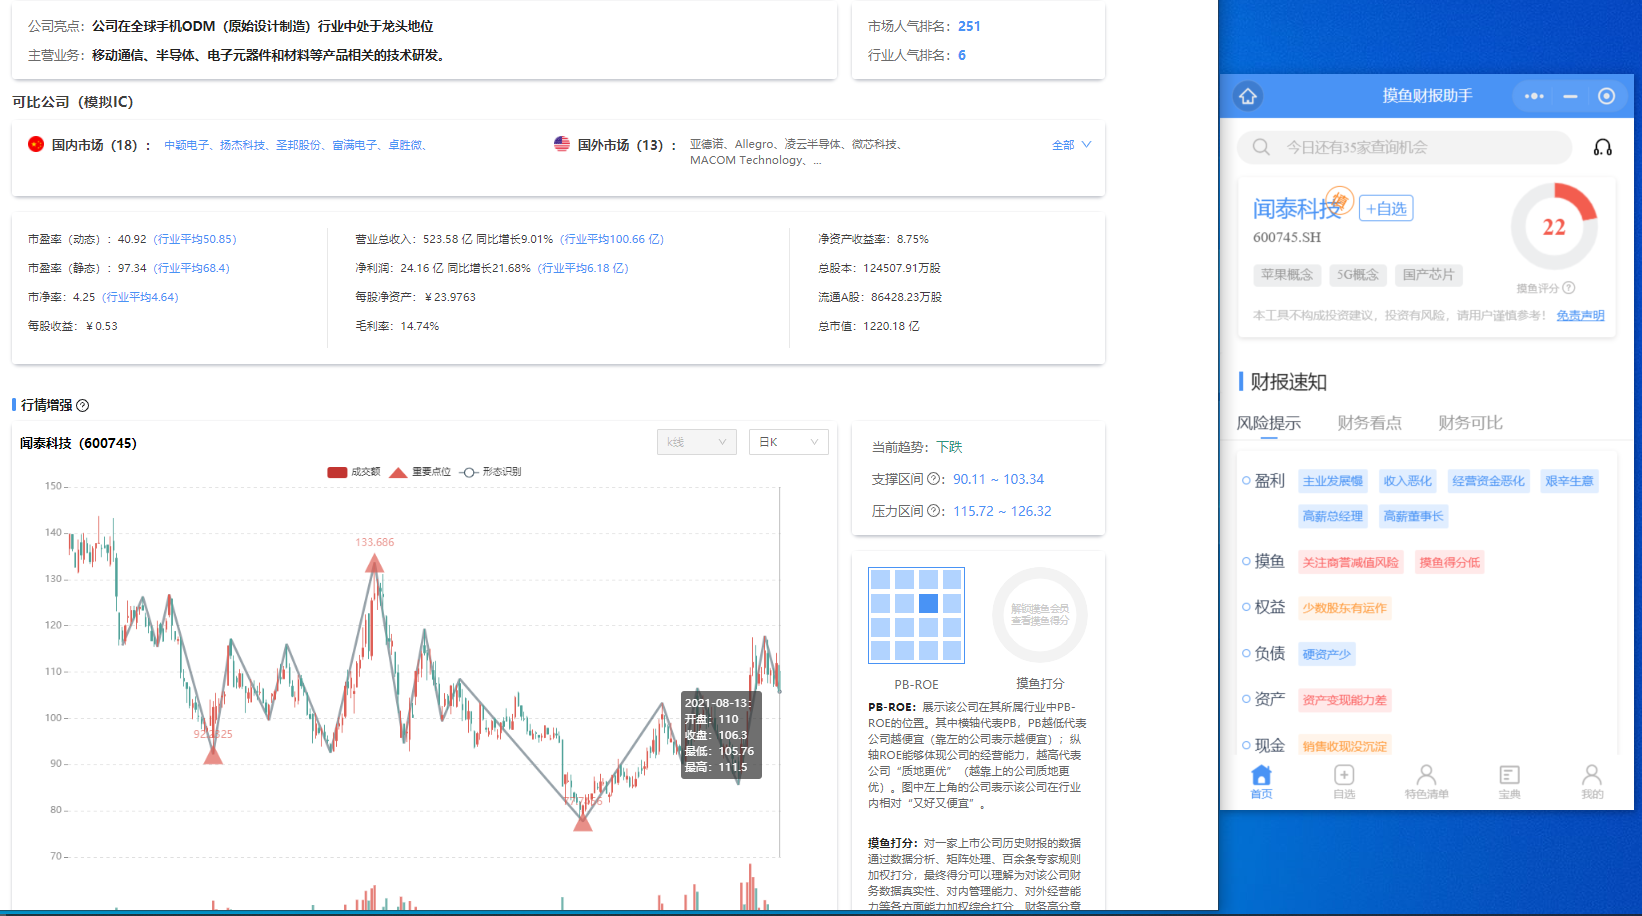 公司亮点：公司在全球手机ODM（原始设计制造）行业中处于龙头地位
主营业务：移动通信、半导体、电子元器件和材料等产品相关的技术研发。
市场人气排名：251
行业人气排名：6
可比公司（模拟IC）
国内市场（18）：中颖电子、扬杰科技、圣邦股份、富满电子、卓胜微、
国外市场（13）：亚德诺、Allegro、凌云半导体、微芯科技、
MACOM Technology、...
全部
市盈率（动态）：40.92（行业平均50.85）
市盈率（静态）：97.34（行业平均68.4）
市净率：4.25（行业平均4.64）
每股收益：￥0.53
营业总收入：523.58 亿 同比增长9.01%（行业平均100.66 亿）
净利润：24.16 亿 同比增长21.68%（行业平均6.18 亿）
每股净资产：￥23.9763
毛利率：14.74%
净资产收益率：8.75%
总股本：124507.91万股
流通A股：86428.23万股
总市值：1220.18 亿
行情增强
闻泰科技（600745）
k线
日K
成交额 重要点位 形态识别
150
140
130
120
110
100
90
80
70
133.686
2021-08-13:
开盘：110
收盘：106.3
最低：105.76
最高：111.5
当前趋势：下跌
支撑区间?：90.11 ~ 103.34
压力区间?：115.72 ~ 126.32
解锁摸鱼会员
查看摸鱼得分
PB-ROE
摸鱼打分
PB-ROE：展示该公司在其所属行业中PB-
ROE的位置。其中横轴代表PB，PB越低代表
公司越便宜（靠左的公司表示越便宜）；纵
轴ROE能够体现公司的经营能力，越高代表
公司“质地更优”（越靠上的公司质地更
优）。图中左上角的公司表示该公司在行业
内相对“又好又便宜”。
摸鱼打分：对一家上市公司历史财报的数据
通过数据分析、矩阵处理、百余条专家规则
加权打分，最终得分可以理解为对该公司财
务数据真实性、对内管理能力、对外经营能
力等各方面能力加权综合打分，财务高分章
摸鱼财报助手
今日还有35家查询机会
闻泰科技
+自选
600745.SH
苹果概念 5G概念 国产芯片
22
摸鱼评分?
本工具不构成投资建议，投资有风险，请用户谨慎参考！ 免责声明
财报速知
风险提示 财务看点 财务可比
盈利 主业发展慢 收入恶化 经营资金恶化 艰辛生意
高薪总经理 高薪董事长
摸鱼 关注商誉减值风险 摸鱼得分低
权益 少数股东有运作
负债 硬资产少
资产 资产变现能力差
现金 销售收现没沉淀
首页 自选 特色清单 宝典 我的